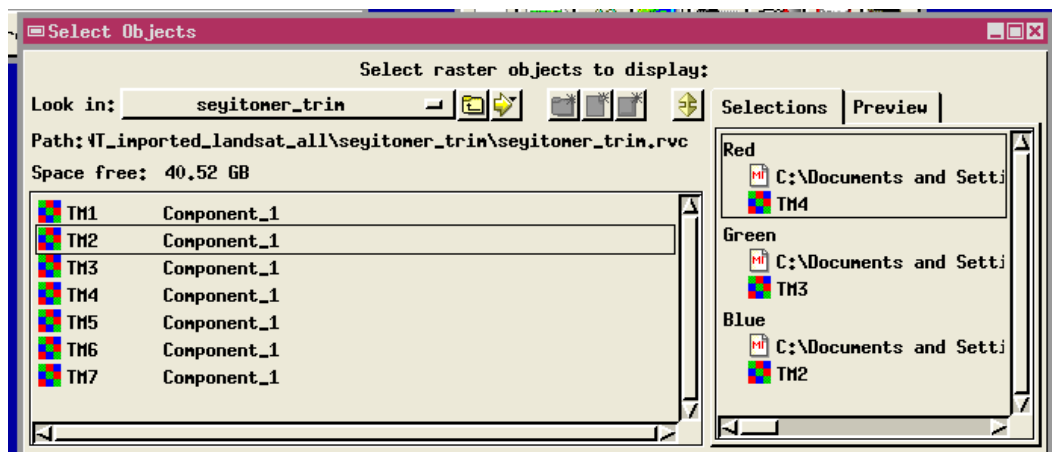 Select Objects
Select raster objects to display:
Look in: seyitomer_trim
Selections Preview
Path: NT_imported_landsat_all\seyitomer_trim\seyitomer_trim.rvc
Space free: 40.52 GB
TM1 Component_1
TM2 Component_1
TM3 Component_1
TM4 Component_1
TM5 Component_1
TM6 Component_1
TM7 Component_1
Red
C:\Documents and Setti
TM4
Green
C:\Documents and Setti
TM3
Blue
C:\Documents and Setti
TM2